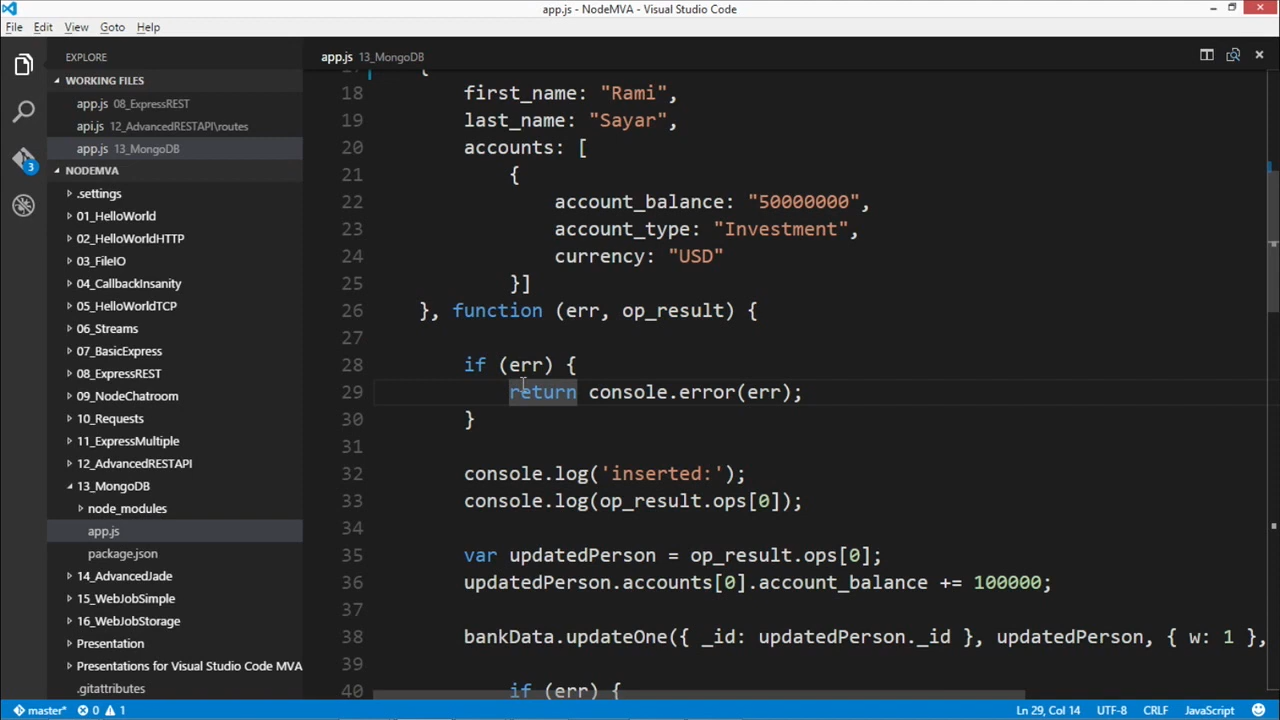 app.js - NodeMVA - Visual Studio Code
File Edit View Goto Help
EXPLORE
WORKING FILES
app.js 08_ExpressREST
api.js 12_AdvancedRESTAPI\routes
app.js 13_MongoDB
NODEMVA
.settings
01_HelloWorld
02_HelloWorldHTTP
03_FileIO
04_CallbackInsanity
05_HelloWorldTCP
06_Streams
07_BasicExpress
08_ExpressREST
09_NodeChatroom
10_Requests
11_ExpressMulter
12_AdvancedRESTAPI
13_MongoDB
node_modules
app.js
package.json
14_AdvancedJade
15_WebJobSimple
16_WebJobStorage
Presentation
Presentations for Visual Studio Code MVA
.gitattributes
3
app.js 13_MongoDB
{
18 first_name: "Rami",
19 last_name: "Sayar",
20 accounts: [
21 {
22 account_balance: "50000000",
23 account_type: "Investment",
24 currency: "USD"
25 }]
26 }, function (err, op_result) {
27
28 if (err) {
29 return console.error(err);
30 }
31
32 console.log('inserted:');
33 console.log(op_result.ops[0]);
34
35 var updatedPerson = op_result.ops[0];
36 updatedPerson.accounts[0].account_balance += 100000;
37
38 bankData.updateOne({ _id: updatedPerson._id }, updatedPerson, { w: 1 },
39
40 if (err) {
master* 0 1 Ln 29, Col 14 UTF-8 CRLF JavaScript